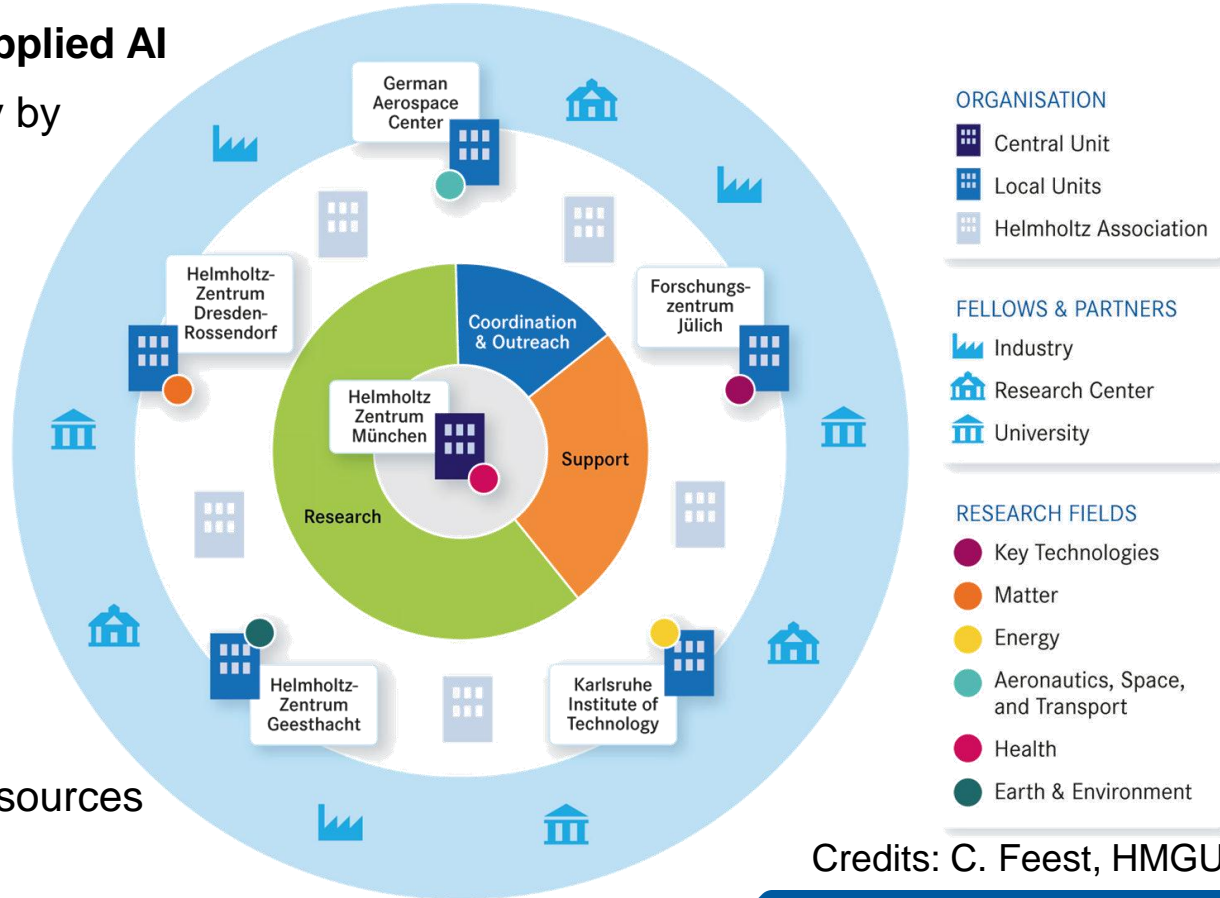 pplied AI
by
German
Aerospace
Center
Helmholtz-
Zentrum
Dresden-
Rossendorf
Forschungs-
zentrum
Jülich
Coordination
& Outreach
Helmholtz
Zentrum
München
Support
Research
Helmholtz-
Zentrum
Geesthacht
Karlsruhe
Institute of
Technology
sources
ORGANISATION
Central Unit
Local Units
Helmholtz Association
FELLOWS & PARTNERS
Industry
Research Center
University
RESEARCH FIELDS
Key Technologies
Matter
Energy
Aeronautics, Space,
and Transport
Health
Earth & Environment
Credits: C. Feest, HMGU